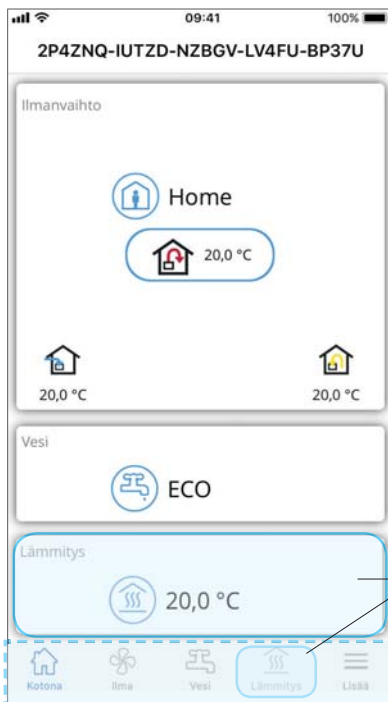 09:41
100%
2P4ZNQ-IUTZD-NZBGV-LV4FU-BP37U
Ilmanvaihto
Home
20,0 °C
20,0 °C
20,0 °C
Vesi
ECO
Lämmitys
20,0 °C
Kotona
Ilma
Vesi
Lämmitys
Lisää